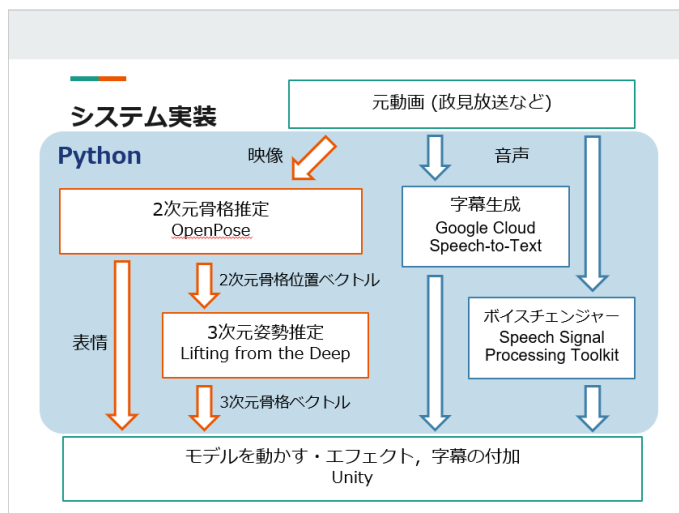 システム実装
元動画 (政見放送など)
Python
映像
音声
2次元骨格推定
OpenPose
字幕生成
Google Cloud
Speech-to-Text
2次元骨格位置ベクトル
表情
3次元姿勢推定
Lifting from the Deep
ボイスチェンジャー
Speech Signal
Processing Toolkit
3次元骨格ベクトル
モデルを動かす・エフェクト，字幕の付加
Unity